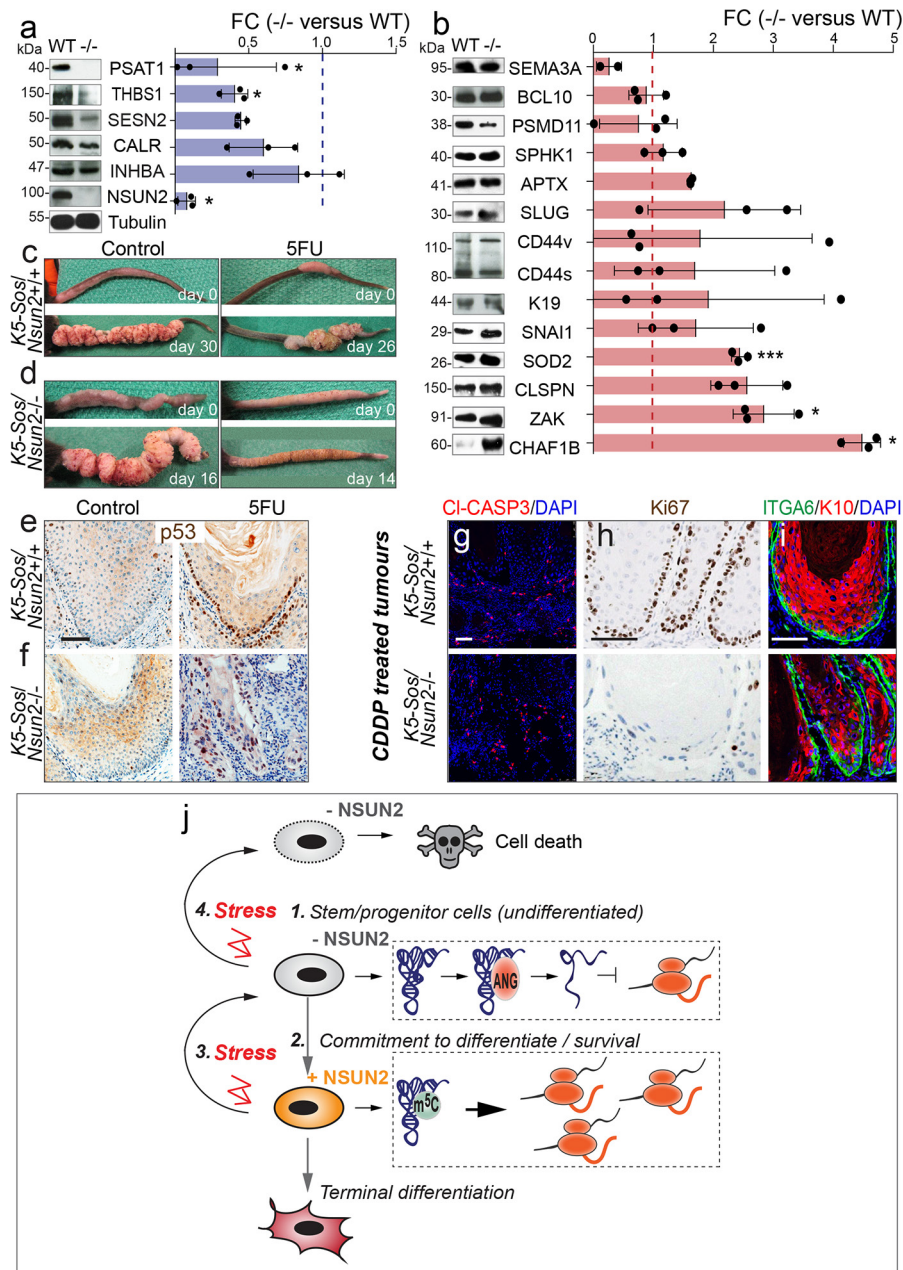 a
FC (-/- versus WT)
kDa WT -/-
0,5 1.0 1.5
40 PSAT1 *
150 THBS1 *
50 SESN2
50 CALR
47 INHBA
100 NSUN2 *
55 Tubulin
b
FC (-/- versus WT)
kDa WT -/-
0 1 2 3 4 5
95 SEMA3A
30 BCL10
38 PSMD11
40 SPHK1
41 APTX
30 SLUG
110 CD44v
80 CD44s
44 K19
29 SNAI1
26 SOD2 ***
150 CLSPN
91 ZAK *
60 CHAF1B *
Control 5FU
c
K5-Sos/
Nsun2+/+
day 0 day 0
day 30 day 26
d
K5-Sos/
Nsun2-/-
day 0 day 0
day 16 day 14
Control 5FU
e p53
K5-Sos/
Nsun2+/+
f
K5-Sos/
Nsun2-/-
CDDP treated tumours
Cl-CASP3/DAPI Ki67 ITGA6/K10/DAPI
g h i
K5-Sos/
Nsun2+/+
K5-Sos/
Nsun2-/-
j
- NSUN2
Cell death
4. Stress
1. Stem/progenitor cells (undifferentiated)
- NSUN2
ANG
2. Commitment to differentiate / survival
3. Stress
+ NSUN2
m5C
Terminal differentiation